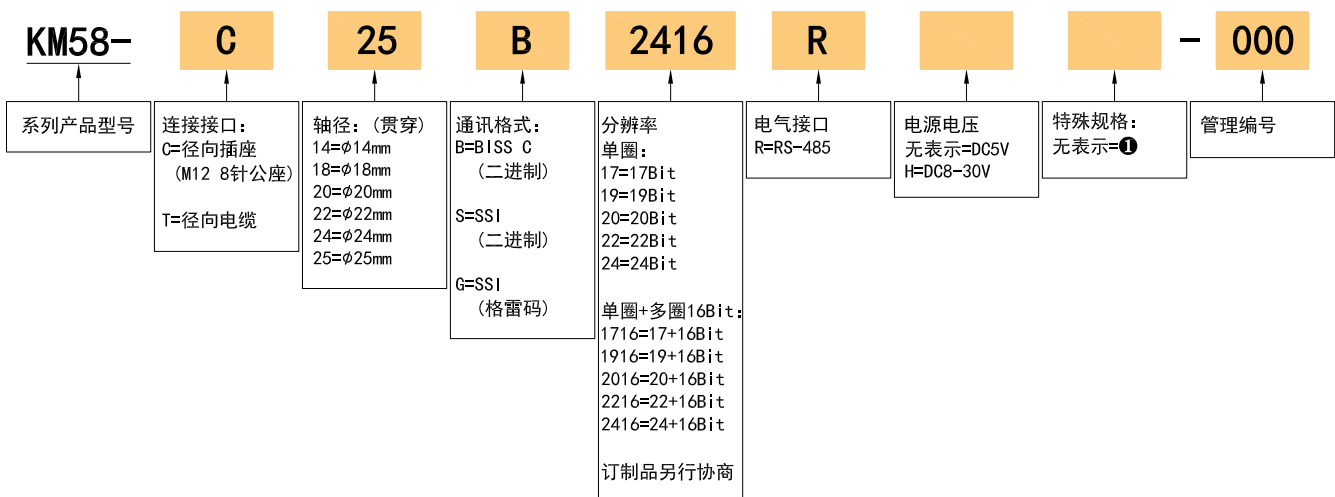 KM58- C 25 B 2416 R - 000
系列产品型号
连接接口:
C=径向插座
(M12 8针公座)
T=径向电缆
轴径:(贯穿)
14=φ14mm
18=φ18mm
20=φ20mm
22=φ22mm
24=φ24mm
25=φ25mm
通讯格式:
B=BISS C
(二进制)
S=SSI
(二进制)
G=SSI
(格雷码)
分辨率
单圈:
17=17Bit
19=19Bit
20=20Bit
22=22Bit
24=24Bit
单圈+多圈16Bit:
1716=17+16Bit
1916=19+16Bit
2016=20+16Bit
2216=22+16Bit
2416=24+16Bit
订制品另行协商
电气接口
R=RS-485
电源电压
无表示=DC5V
H=DC8-30V
特殊规格:
无表示=❶
管理编号